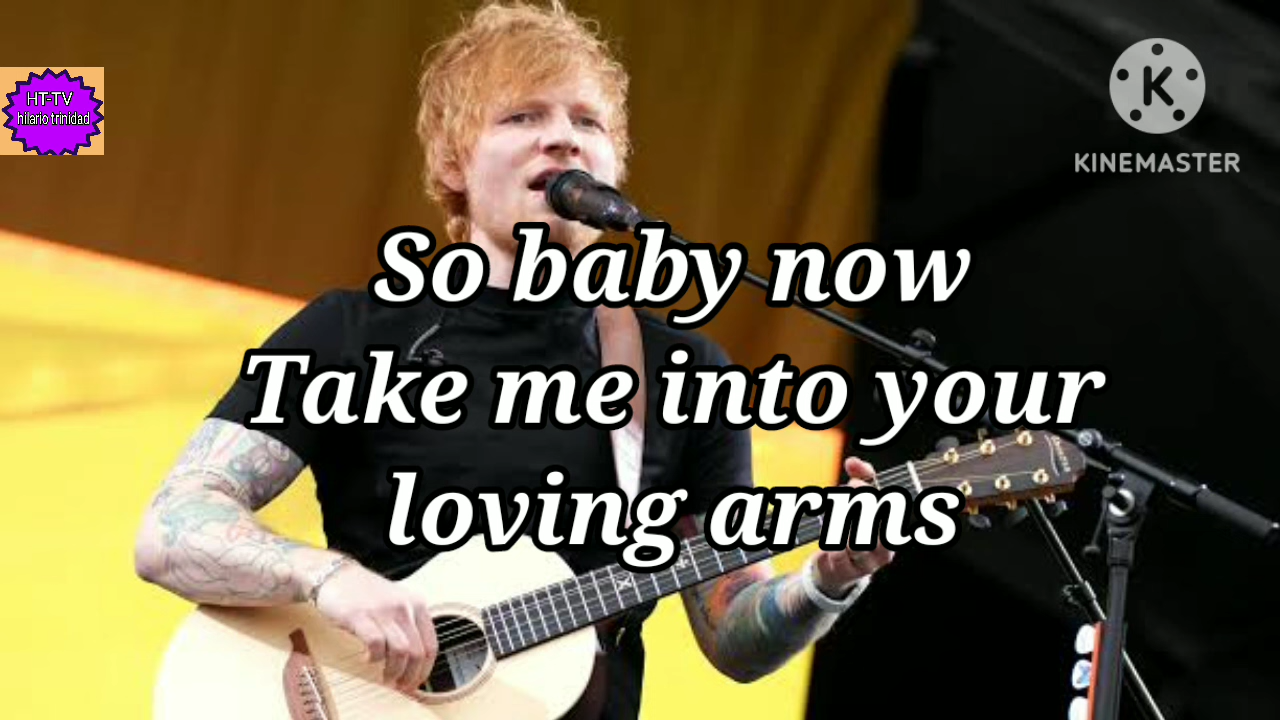 HT-TV
hilario trinidad
K
KINEMASTER
So baby now
Take me into your
loving arms